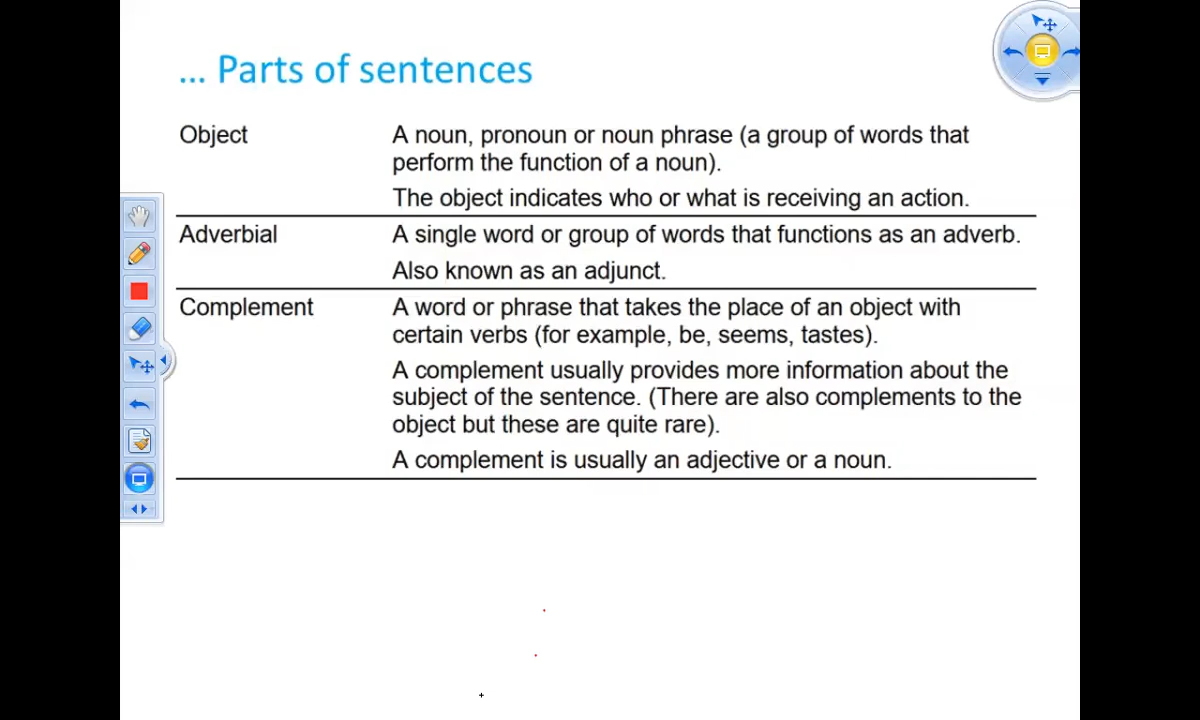 ... Parts of sentences
Object
A noun, pronoun or noun phrase (a group of words that
perform the function of a noun).
The object indicates who or what is receiving an action.
Adverbial
A single word or group of words that functions as an adverb.
Also known as an adjunct.
Complement
A word or phrase that takes the place of an object with
certain verbs (for example, be, seems, tastes).
A complement usually provides more information about the
subject of the sentence. (There are also complements to the
object but these are quite rare).
A complement is usually an adjective or a noun.